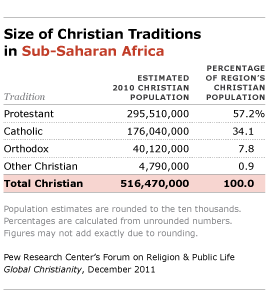 Size of Christian Traditions
in Sub-Saharan Africa
Tradition ESTIMATED 2010 CHRISTIAN POPULATION PERCENTAGE OF REGION'S CHRISTIAN POPULATION
Protestant 295,510,000 57.2%
Catholic 176,040,000 34.1
Orthodox 40,120,000 7.8
Other Christian 4,790,000 0.9
Total Christian 516,470,000 100.0
Population estimates are rounded to the ten thousands.
Percentages are calculated from unrounded numbers.
Figures may not add exactly due to rounding.
Pew Research Center's Forum on Religion & Public Life
Global Christianity, December 2011